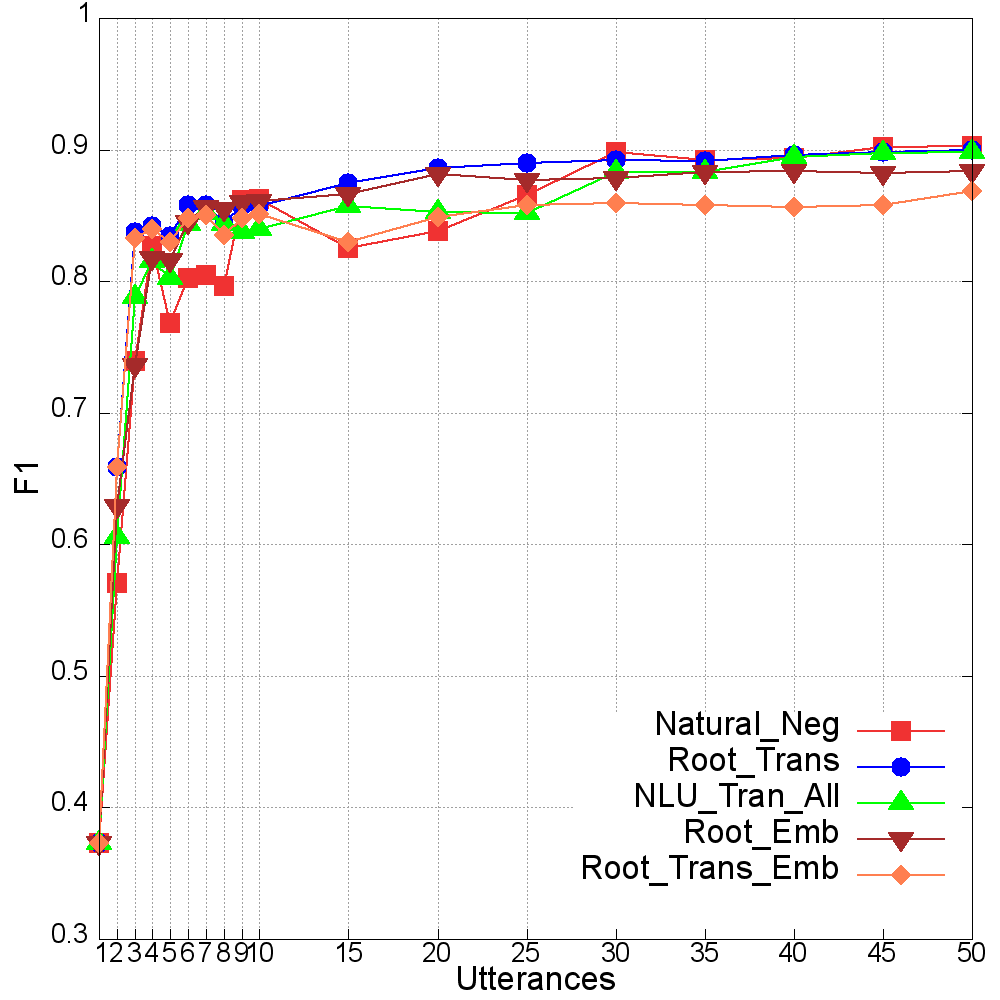 1
0.9
0.8
0.7
0.6
0.5
0.4
0.3
F1
Natural_Neg
Root_Trans
NLU_Tran_All
Root_Emb
Root_Trans_Emb
1 2 3 4 5 6 7 8 9 10 15 20 25 30 35 40 45 50
Utterances